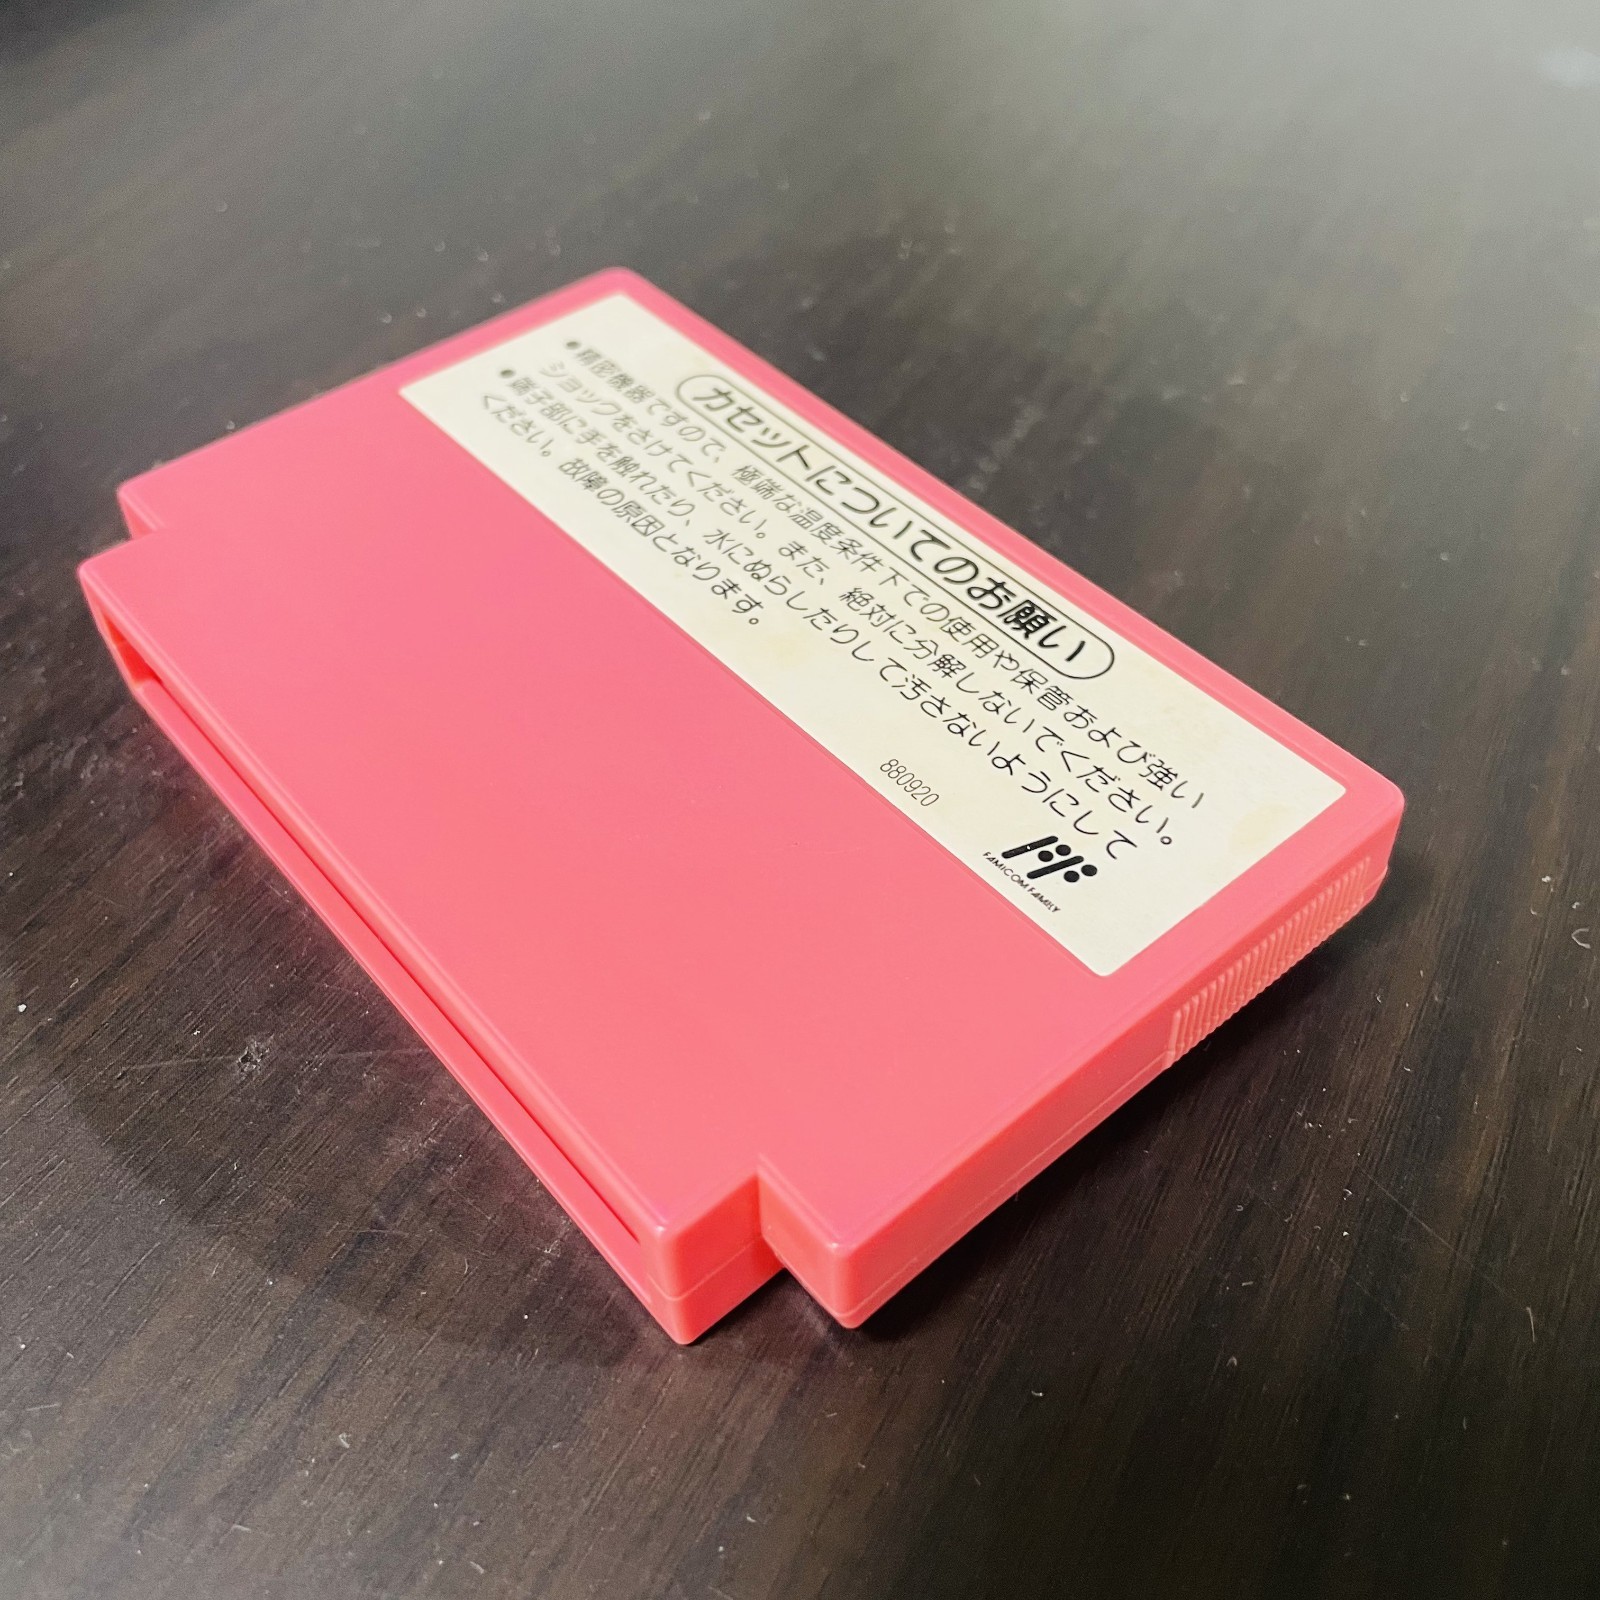 カセットについてのお願い
●精密機器ですので、極端な温度条件下での使用や保管および強い
ショックをさけてください。また、絶対に分解しないでください。
●端子部に手を触れたり、水にぬらしたりして汚さないようにして
ください。故障の原因となります。
880920
FAMICOM FAMILY